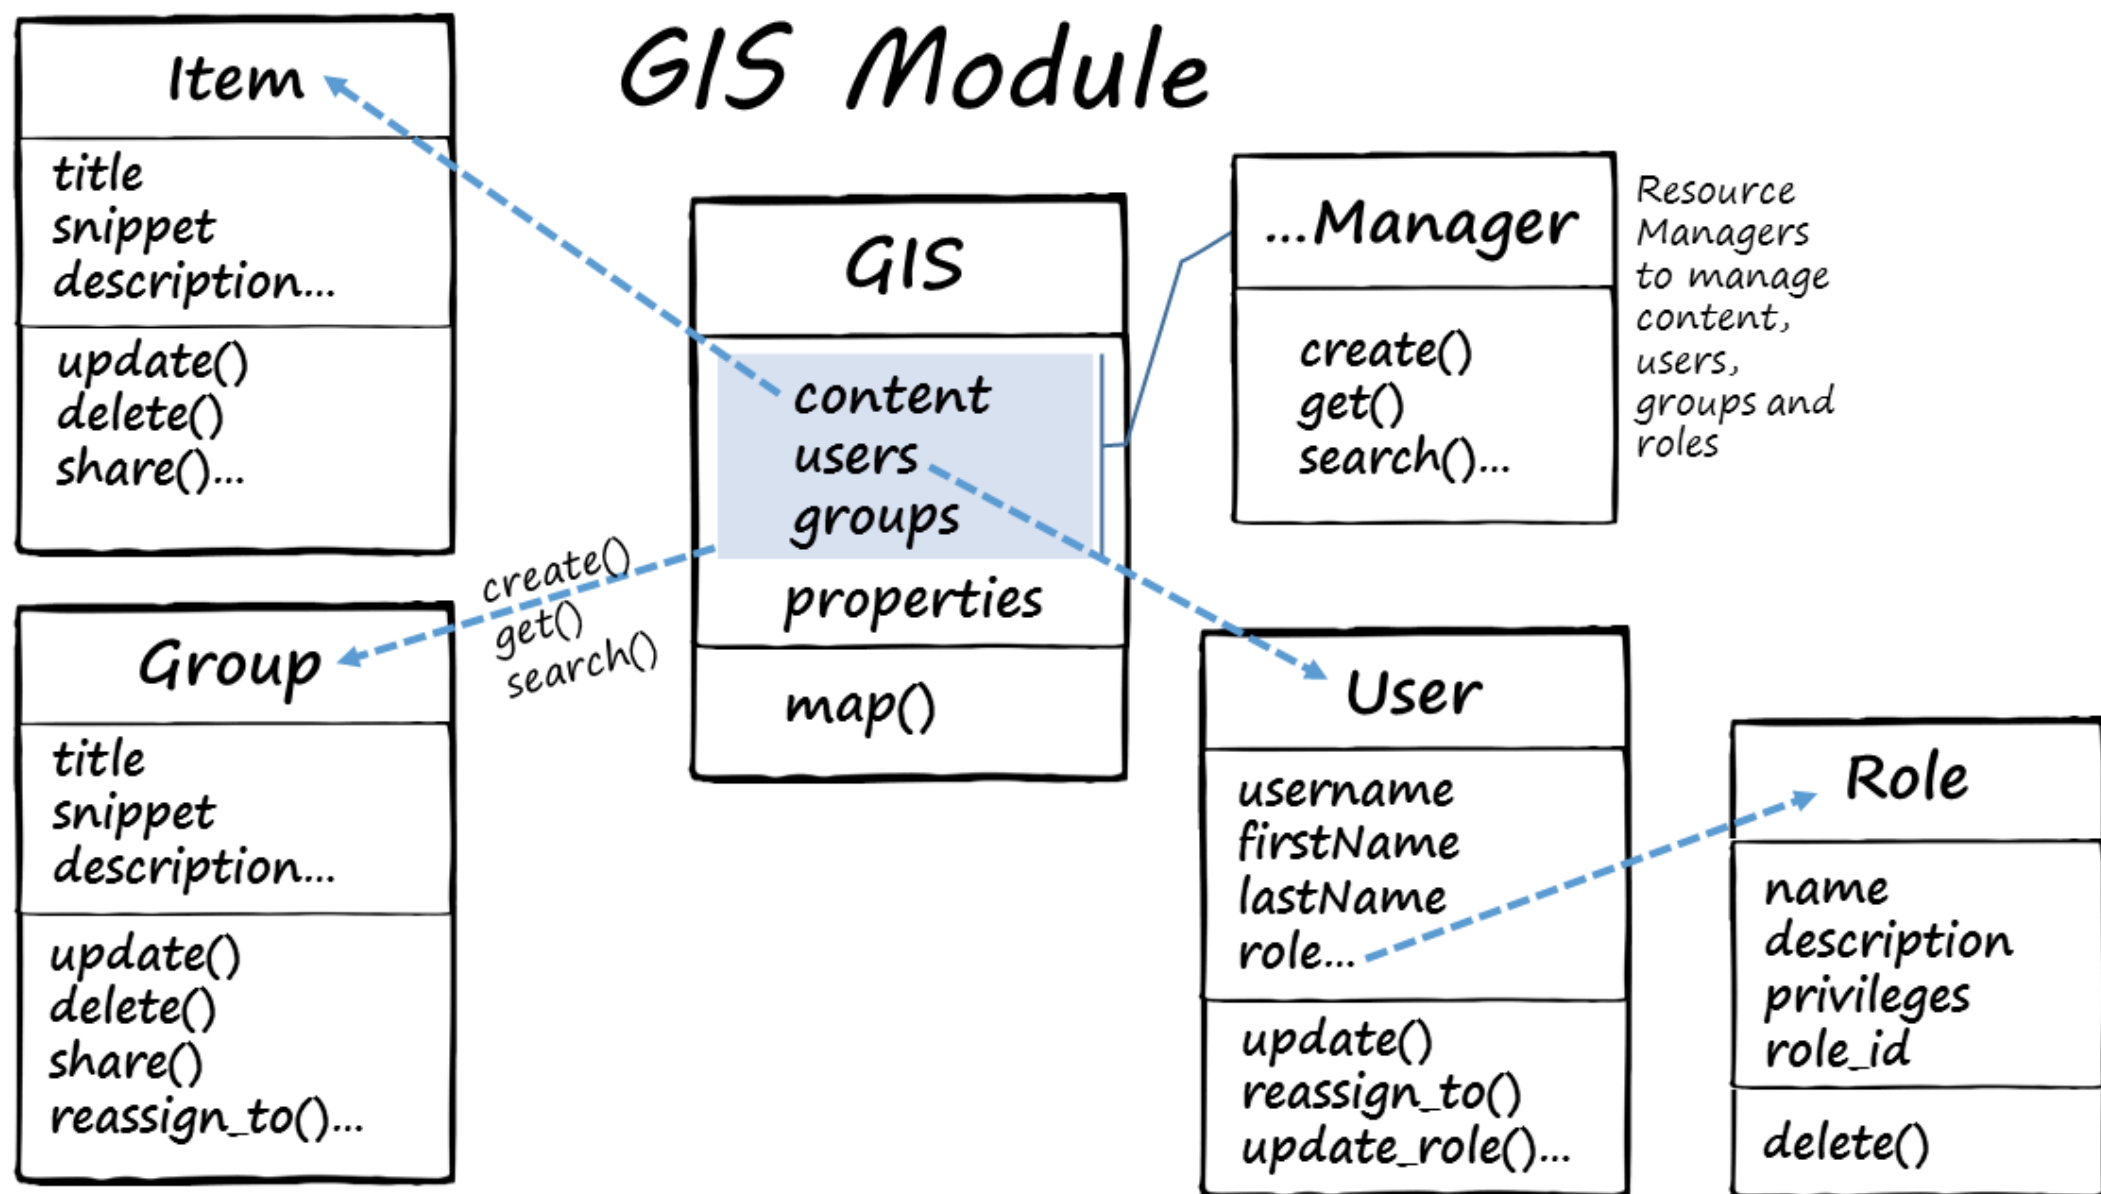 GIS Module
Item
title
snippet
description...
update()
delete()
share()...
GIS
content
users
groups
properties
map()
...Manager
create()
get()
search()...
Resource
Managers
to manage
content,
users,
groups and
roles
create()
get()
search()
Group
title
snippet
description...
update()
delete()
share()
reassign_to()...
User
username
firstName
lastName
role...
update()
reassign_to()
update_role()...
Role
name
description
privileges
role_id
delete()